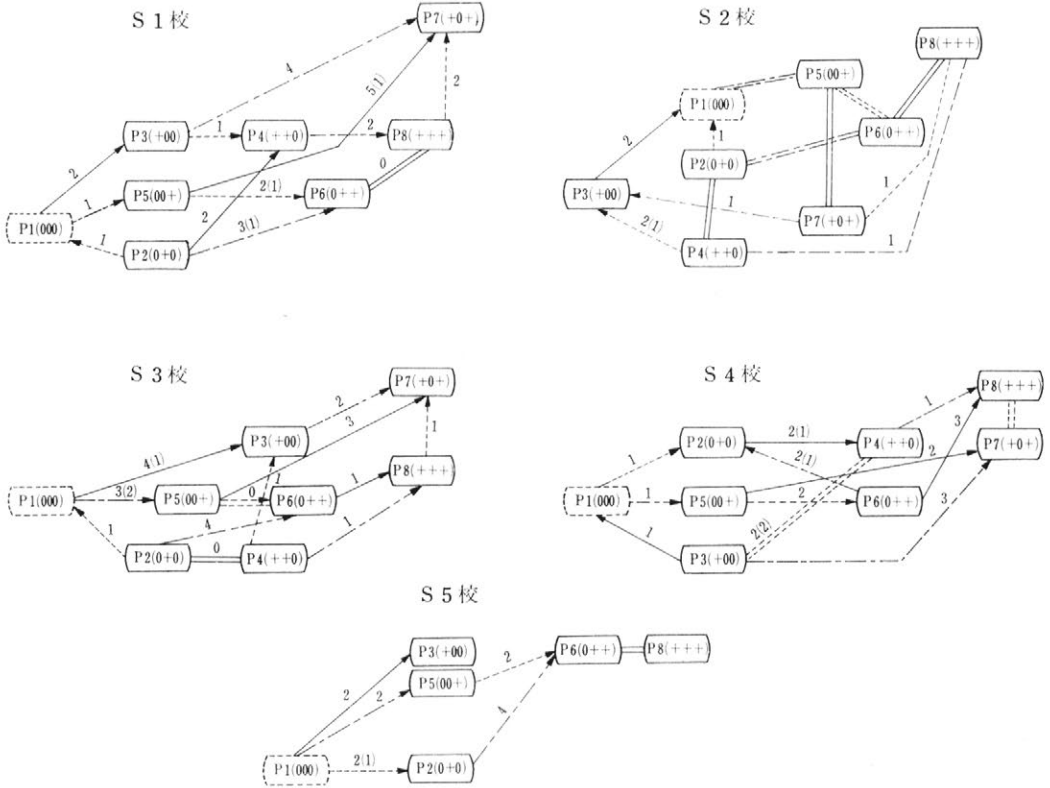 S1校
P7(+0+)
4
5(1)
2
P3(+00)
1
P4(++0)
2
P8(+++)
2
0
P5(00+)
2(1)
P6(0++)
1
2
P1(000)
3(1)
1
P2(0+0)
S2校
P8(+++)
P5(00+)
P1(000)
P6(0++)
2
1
P2(0+0)
1
P3(+00)
1
2(1)
P7(+0+)
1
P4(++0)
S3校
P7(+0+)
2
3
P3(+00)
4(1)
1
P8(+++)
P1(000)
3(2)
P5(00+)
0
1
P6(0++)
1
4
1
1
P2(0+0)
0
P4(++0)
S4校
P8(+++)
1
3
P2(0+0)
2(1)
P4(++0)
P7(+0+)
2
1
2(1)
P1(000)
1
P5(00+)
2
P6(0++)
3
2(2)
1
P3(+00)
S5校
P3(+00)
P6(0++)
P8(+++)
2
P5(00+)
2
2
4
P1(000)
2(1)
P2(0+0)